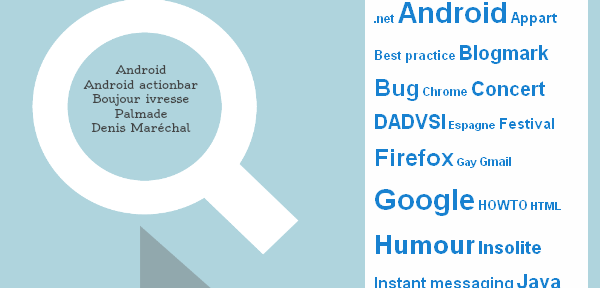 Android
Android actionbar
Boujour ivresse
Palmade
Denis Maréchal
.net Android Appart
Best practice Blogmark
Bug Chrome Concert
DADVSI Espagne Festival
Firefox Gay Gmail
Google HOWTO HTML
Humour Insolite
Instant messaging Java